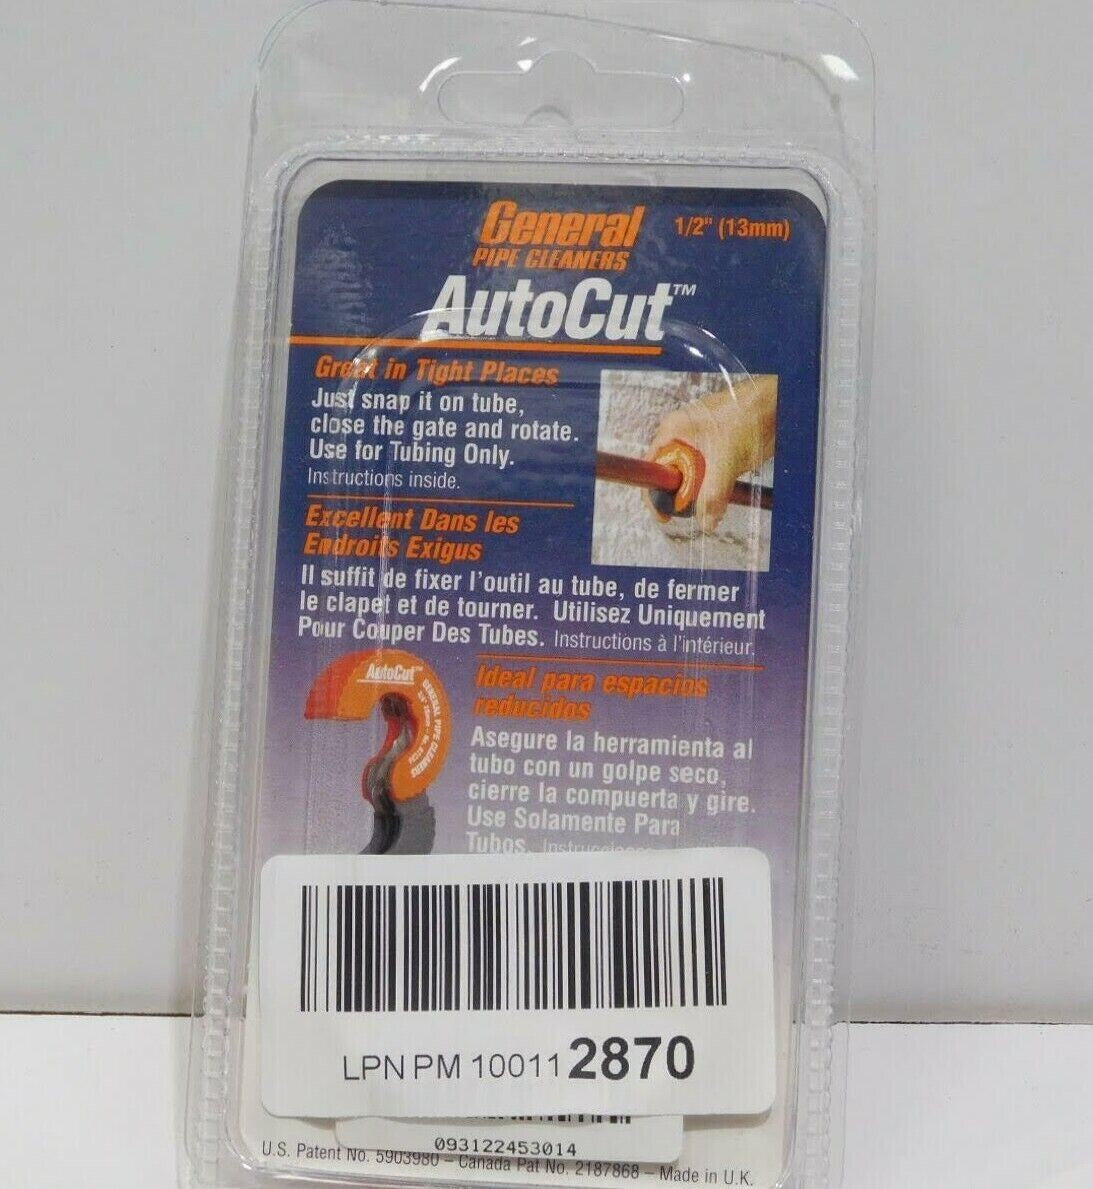 General 1/2" (13mm)
PIPE CLEANERS
AutoCut™
Great in Tight Places
Just snap it on tube,
close the gate and rotate.
Use for Tubing Only.
Instructions inside.
Excellent Dans les
Endroits Exigus
Il suffit de fixer l'outil au tube, de fermer
le clapet et de tourner. Utilisez Uniquement
Pour Couper Des Tubes. Instructions à l'intérieur.
AutoCut™
GENERAL PIPE CLEANERS
Ideal para espacios
reducidos
Asegure la herramienta al
tubo con un golpe seco,
cierre la compuerta y gire.
Use Solamente Para
Tubos.
LPN PM 10011 2870
093122453014
U.S. Patent No. 5903980 – Canada Pat No. 2187868 – Made in U.K.